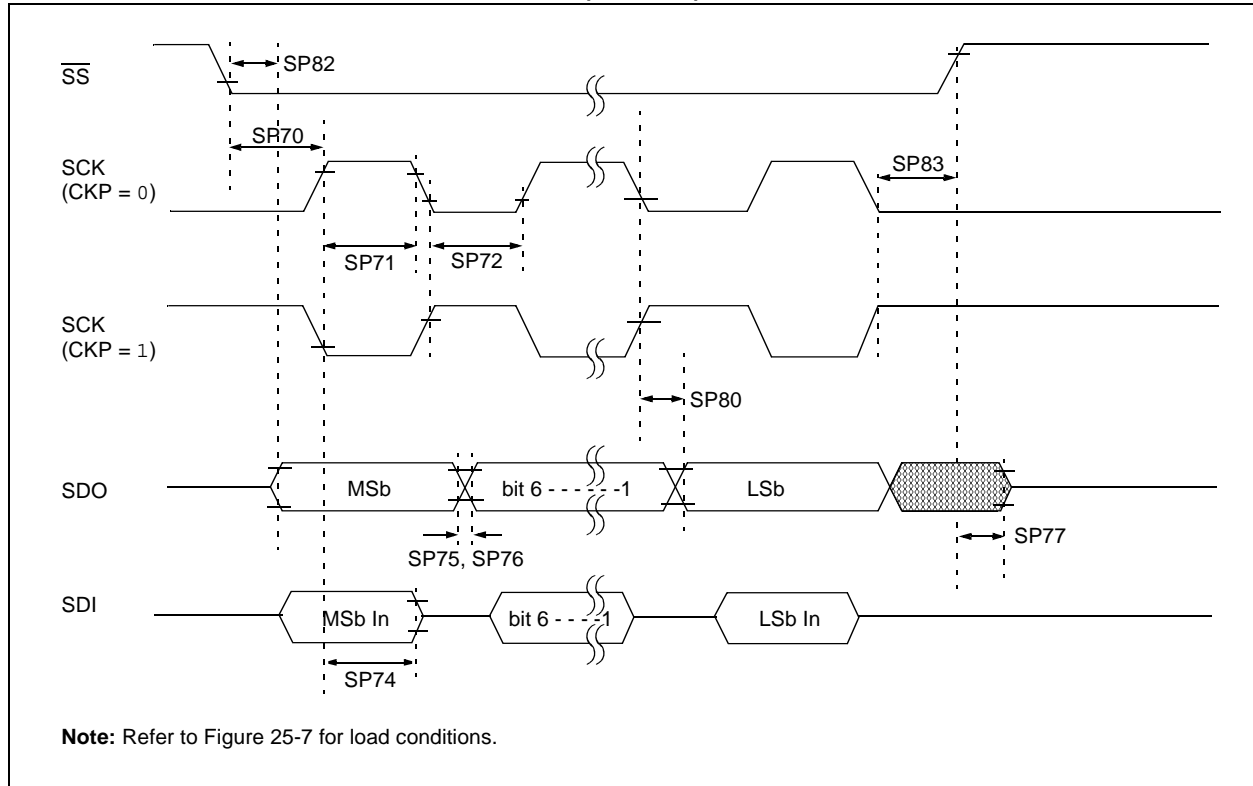 SS
SP82
SP70
SCK
(CKP = 0)
SP83
SP71
SP72
SCK
(CKP = 1)
SP80
SDO
MSb
bit 6 - - - - - -1
LSb
SP75, SP76
SP77
SDI
MSb In
bit 6 - - - -1
LSb In
SP74
Note: Refer to Figure 25-7 for load conditions.